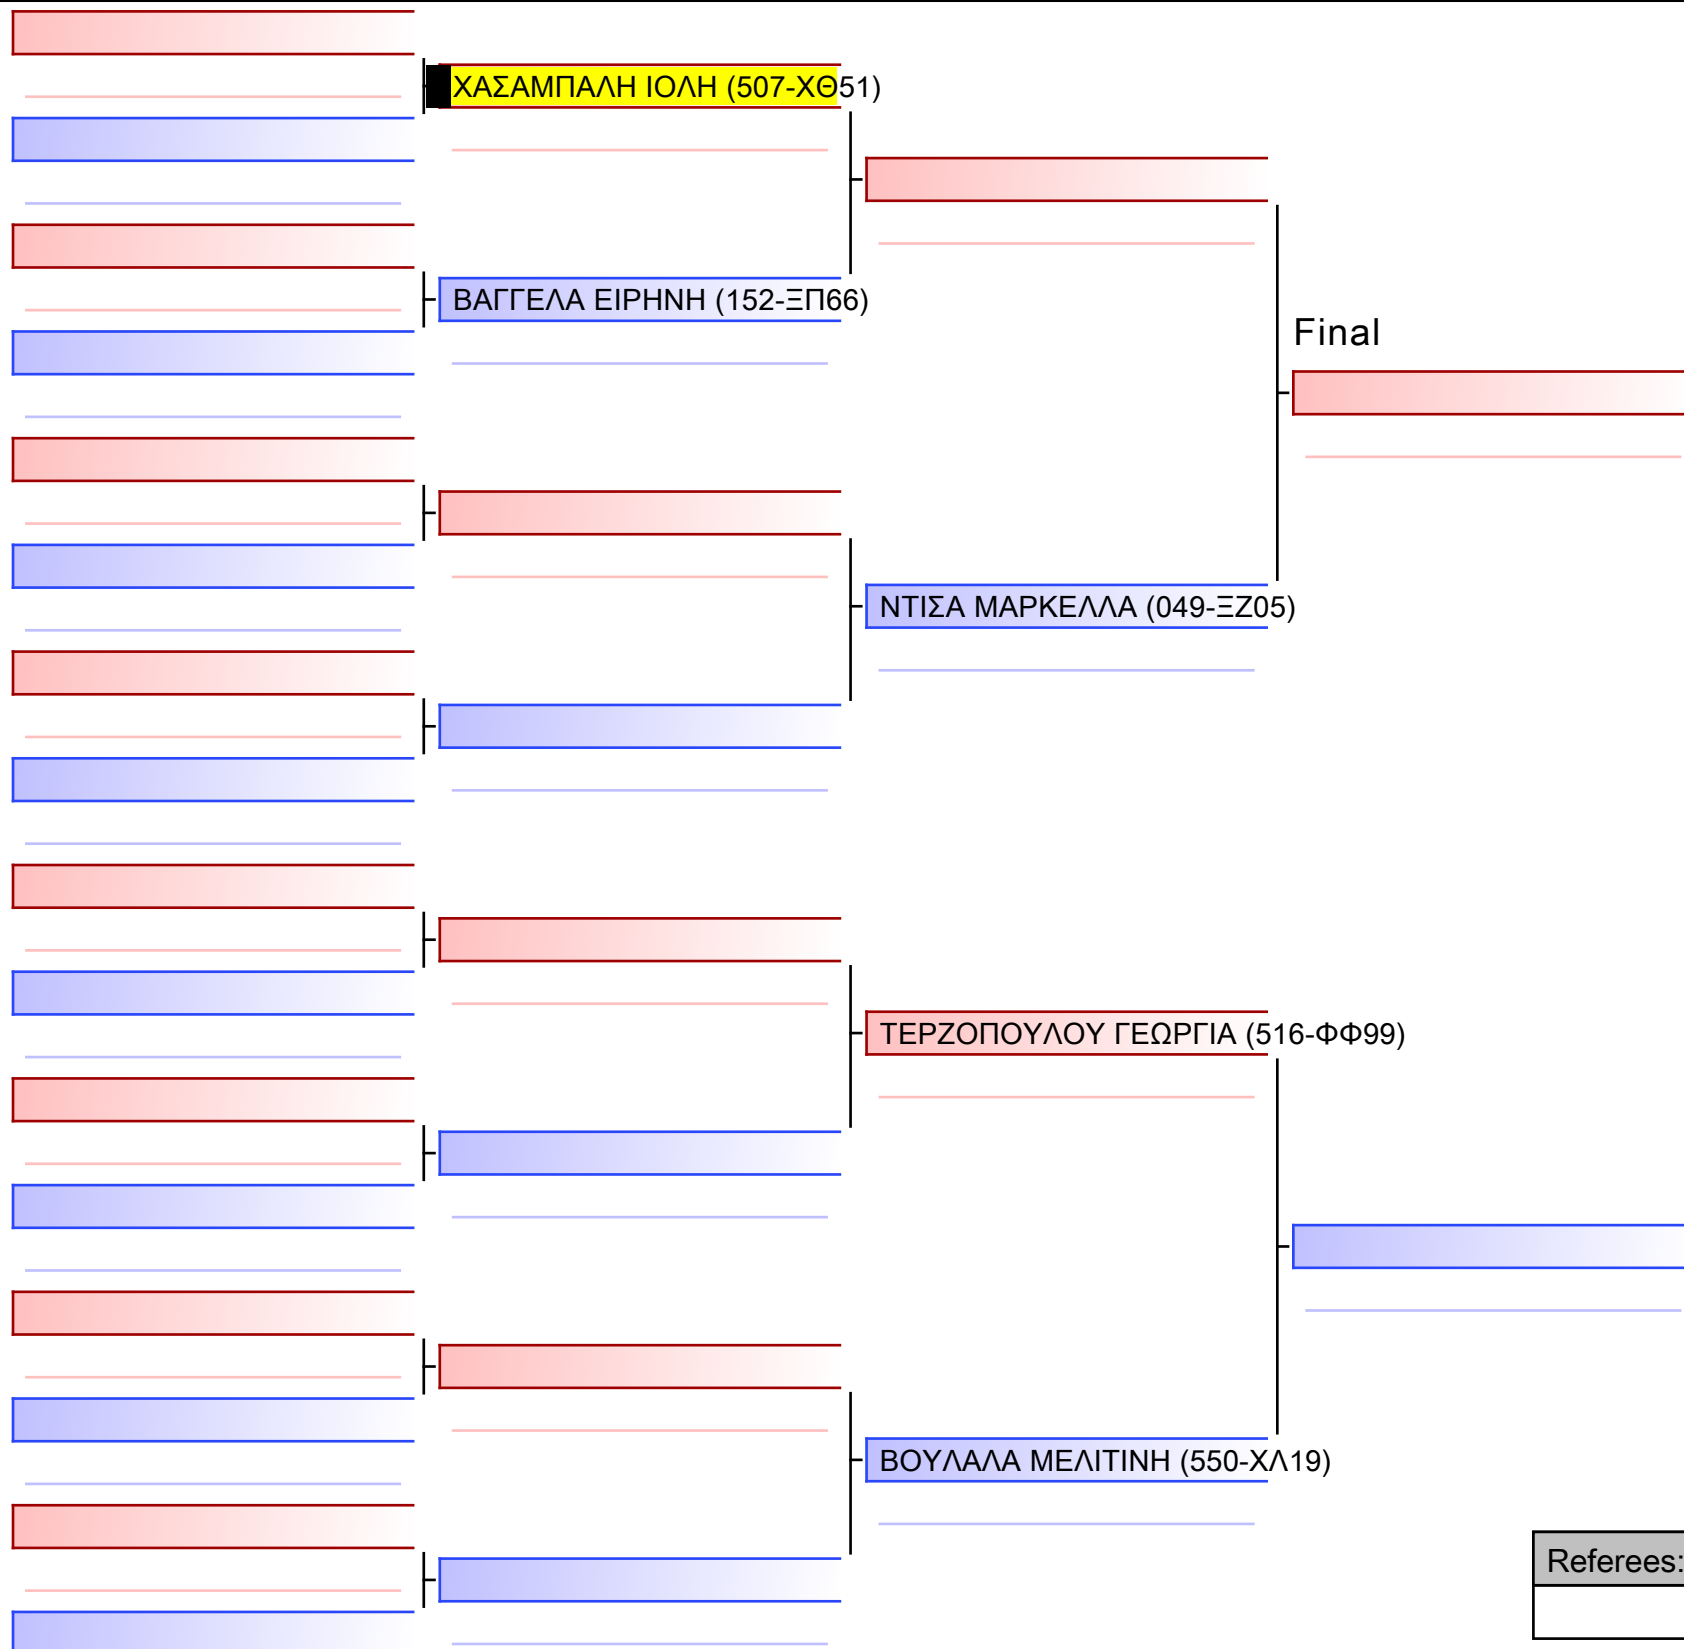 ΧΑΣΑΜΠΑΛΗ ΙΟΛΗ (507-ΧΘ51)
ΒΑΓΓΕΛΑ ΕΙΡΗΝΗ (152-ΞΠ66)
Final
ΝΤΙΣΑ ΜΑΡΚΕΛΛΑ (049-ΞΖ05)
ΤΕΡΖΟΠΟΥΛΟΥ ΓΕΩΡΓΙΑ (516-ΦΦ99)
ΒΟΥΛΑΛΑ ΜΕΛΙΤΙΝΗ (550-ΧΛ19)
Referees: